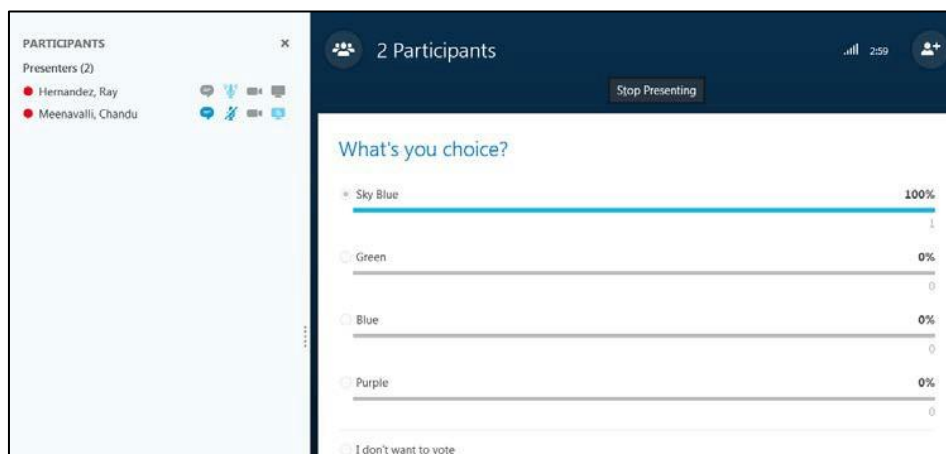 PARTICIPANTS
Presenters (2)
Hernandez, Ray
Meenavalli, Chandu
2 Participants
2:59
Stop Presenting
What's you choice?
Sky Blue 100%
1
Green 0%
0
Blue 0%
0
Purple 0%
0
I don't want to vote